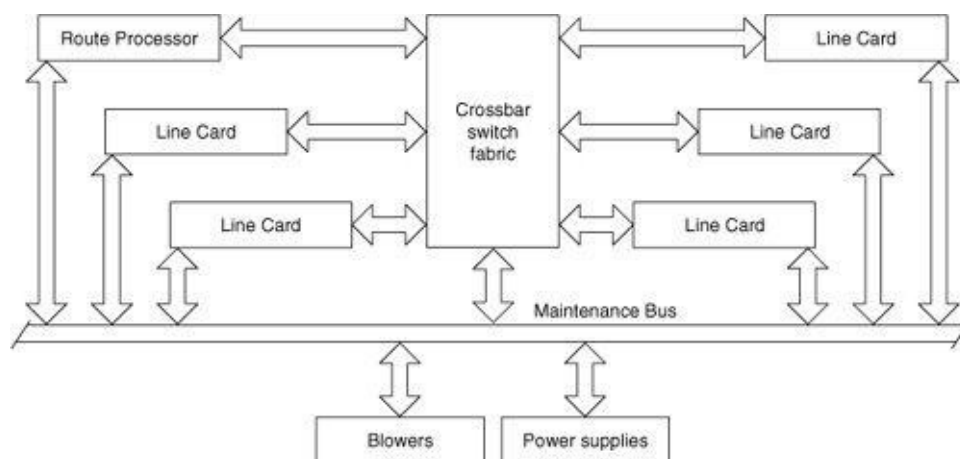 Route Processor
Line Card
Line Card
Crossbar
switch
fabric
Line Card
Line Card
Line Card
Maintenance Bus
Blowers
Power supplies